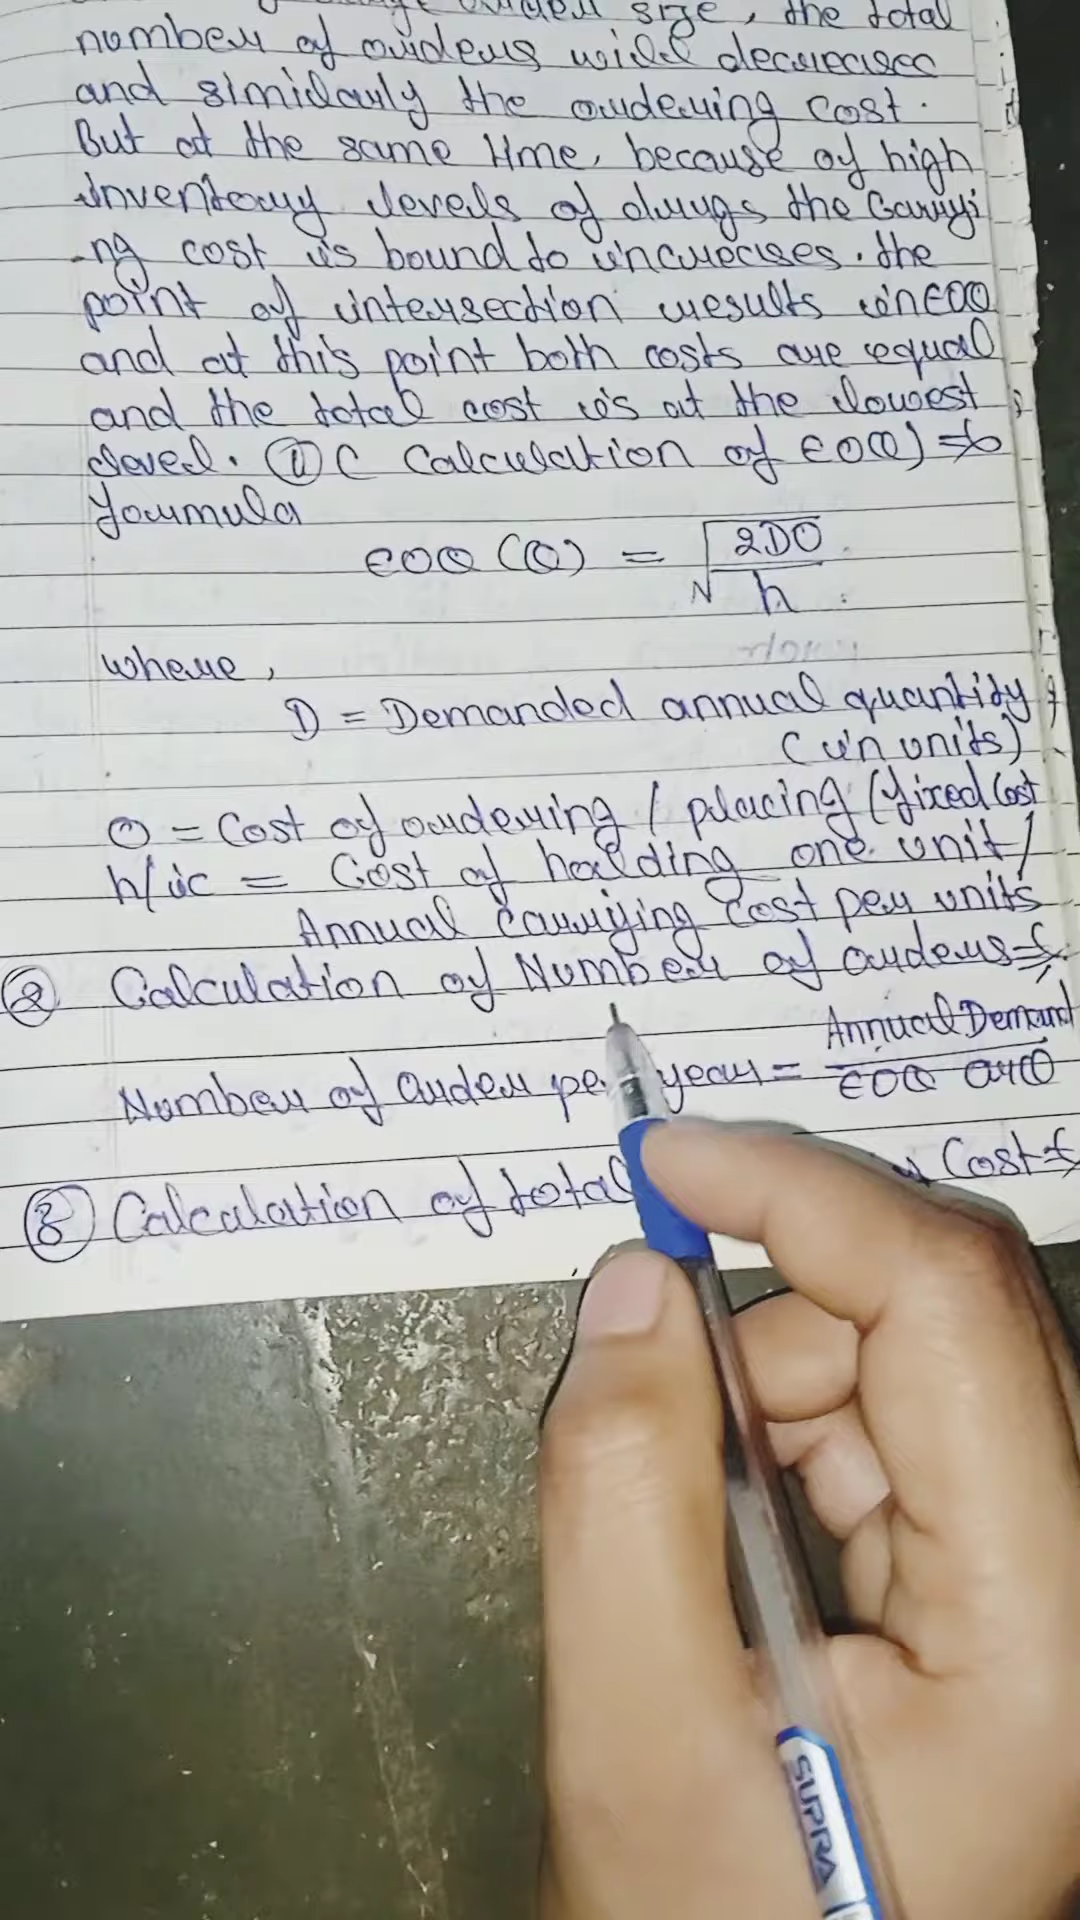 order size, the total
number of orders will decreases
and similarly the ordering cost.
But at the same time, because of high
inventory levels of drugs the Carryi
-ng cost is bound to increases. the
point of intersection results in EOQ
and at this point both costs are equal
and the total cost is at the lowest
level. ① ( Calculation of EOQ) =>
formula
EOQ (Q) = √2DO/h
where,
D = Demanded annual quantity
(in units)
O = Cost of ordering / placing (fixed Cost
h/ic = Cost of holding one unit/
Annual carrying cost per units
② Calculation of Number of orders =>
Annual Demand
Number of order per year = EOQ or Q
③ Calculation of total Cost =>
SUPRA